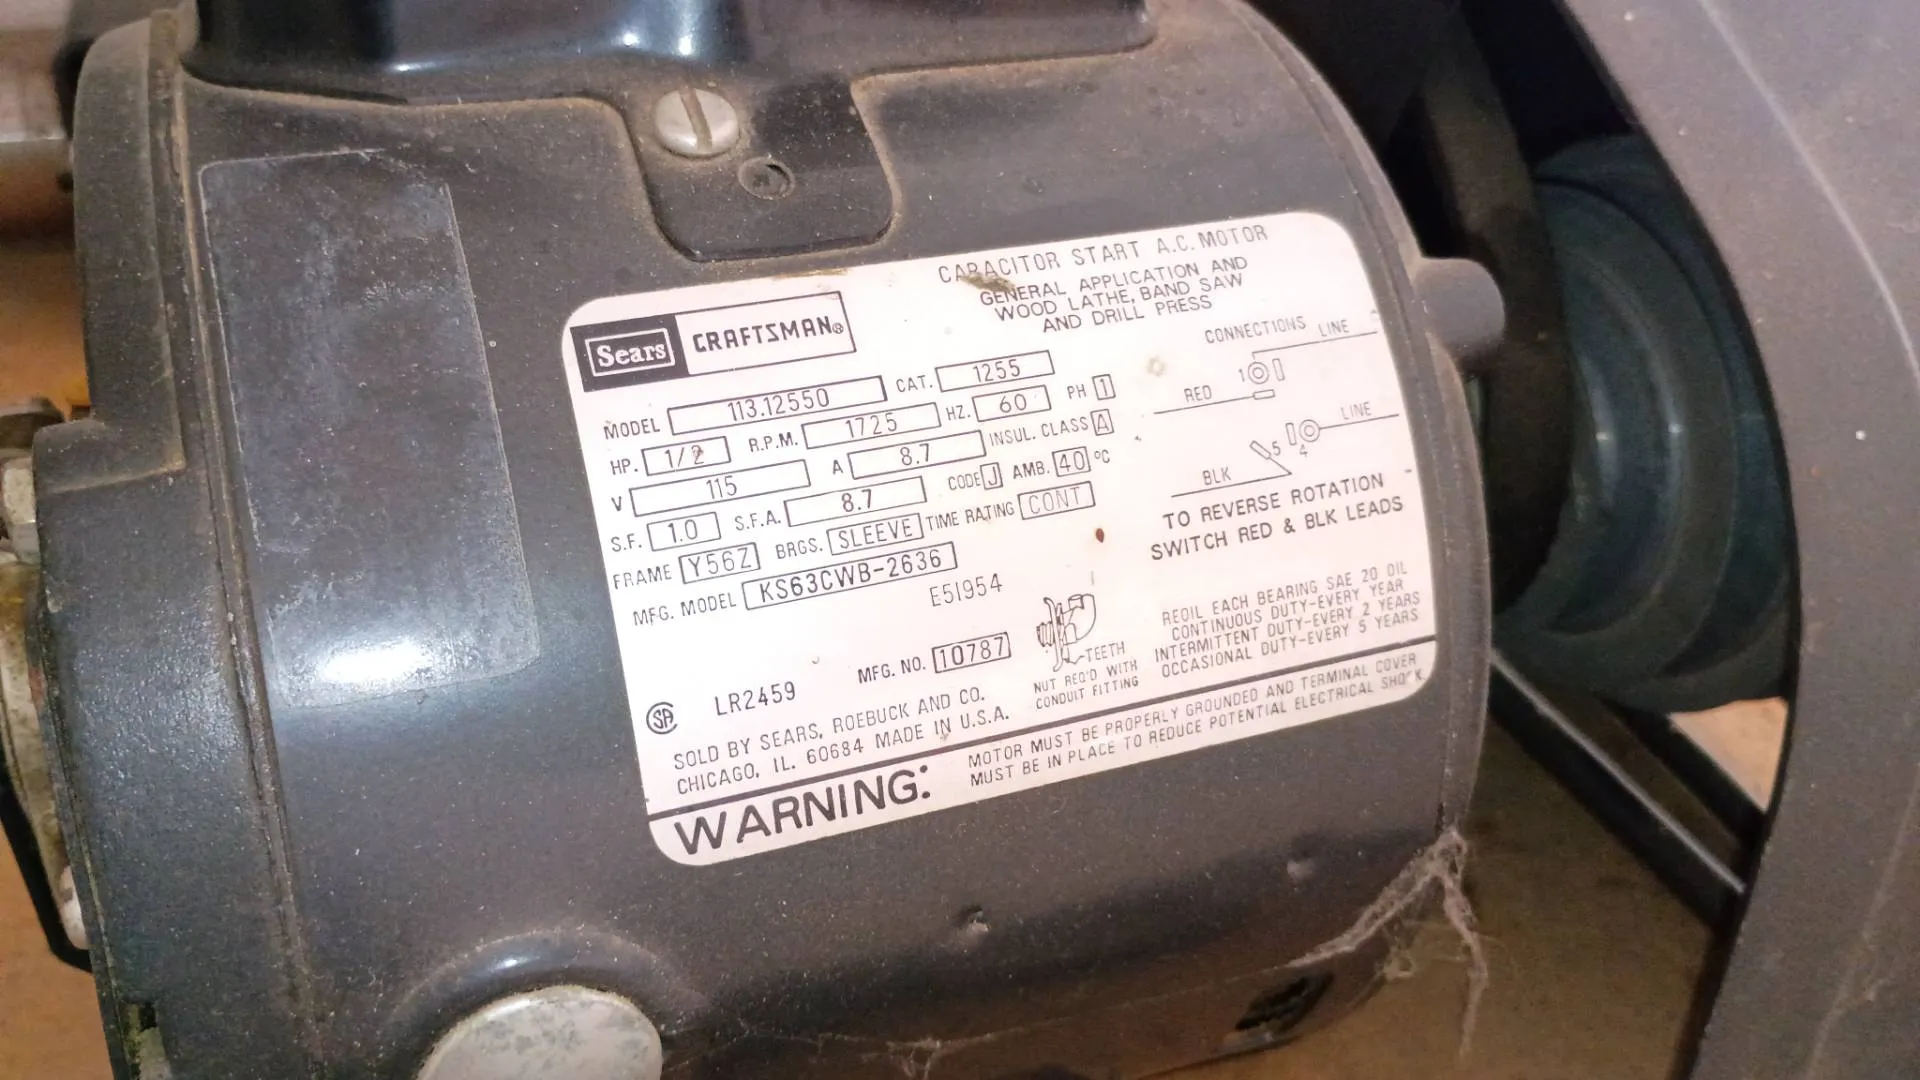 CAPACITOR START A.C. MOTOR
GENERAL APPLICATION AND
WOOD LATHE, BAND SAW
AND DRILL PRESS
Sears CRAFTSMAN®
MODEL 113.12550 CAT. 1255
HP. 1/2 R.P.M. 1725 HZ. 60 PH 1
V 115 A 8.7 INSUL. CLASS A
S.F. 1.0 S.F.A. 8.7 CODE J AMB. 40 °C
FRAME Y56Z BRGS. SLEEVE TIME RATING CONT
MFG. MODEL KS63CWB-2636
E51954
MFG. NO. 10787
LR2459
SA
SOLD BY SEARS, ROEBUCK AND CO.
CHICAGO, IL. 60684 MADE IN U.S.A.
CONNECTIONS LINE
1
RED
LINE
5
4
BLK
TO REVERSE ROTATION
SWITCH RED & BLK LEADS
TEETH
NUT REQ'D WITH
CONDUIT FITTING
REOIL EACH BEARING SAE 20 OIL
CONTINUOUS DUTY-EVERY YEAR
INTERMITTENT DUTY-EVERY 2 YEARS
OCCASIONAL DUTY-EVERY 5 YEARS
WARNING:
MOTOR MUST BE PROPERLY GROUNDED AND TERMINAL COVER
MUST BE IN PLACE TO REDUCE POTENTIAL ELECTRICAL SHOCK